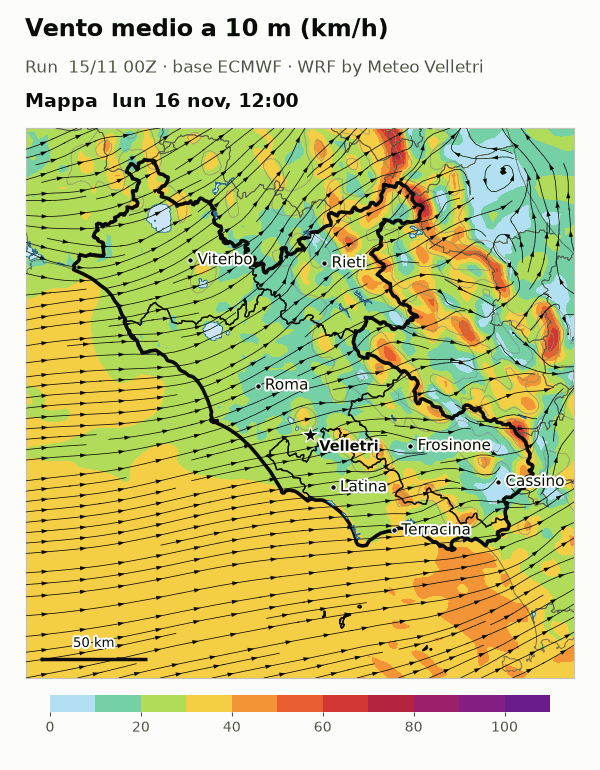 Vento medio a 10 m (km/h)
Run 15/11 00Z · base ECMWF · WRF by Meteo Velletri
Mappa lun 16 nov, 12:00
Viterbo
Rieti
Roma
Velletri
Frosinone
Latina
Cassino
Terracina
50 km
0 20 40 60 80 100